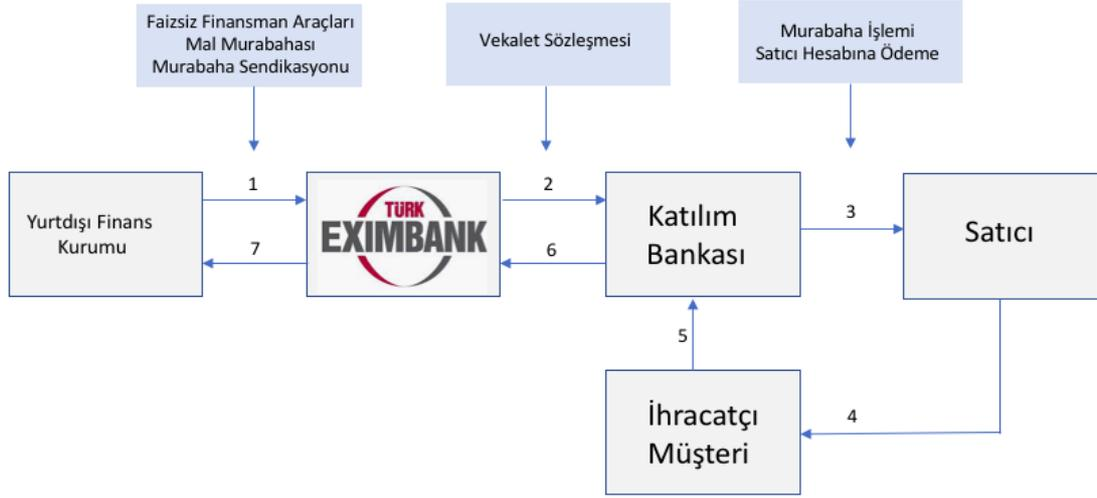 Faizsiz Finansman Araçları
Mal Murabahası
Murabaha Sendikasyonu
Vekalet Sözleşmesi
Murabaha İşlemi
Satıcı Hesabına Ödeme
Yurtdışı Finans
Kurumu
1
7
TÜRK
EXIMBANK
2
6
Katılım
Bankası
3
Satıcı
5
4
İhracatçı
Müşteri